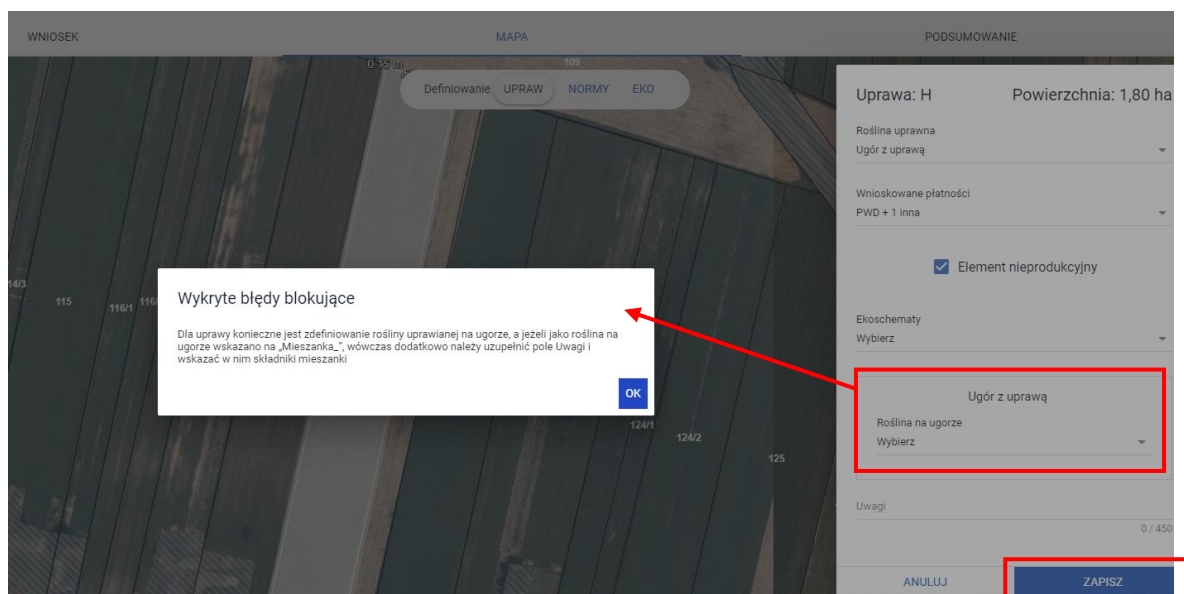 WNIOSEK
MAPA
PODSUMOWANIE
0.15 m
109
Definiowanie UPRAW NORMY EKO
Uprawa: H
Powierzchnia: 1,80 ha
Roślina uprawna
Ugór z uprawą
Wnioskowane płatności
PWD + 1 inna
Element nieprodukcyjny
Ekoschematy
Wybierz
Ugór z uprawą
Roślina na ugorze
Wybierz
Uwagi
0 / 450
ANULUJ
ZAPISZ
14/3
115
116/1
Wykryte błędy blokujące
Dla uprawy konieczne jest zdefiniowanie rośliny uprawianej na ugorze, a jeżeli jako roślina na
ugorze wskazano na „Mieszanka_”, wówczas dodatkowo należy uzupełnić pole Uwagi i
wskazać w nim składniki mieszanki
OK
124/1
124/2
125